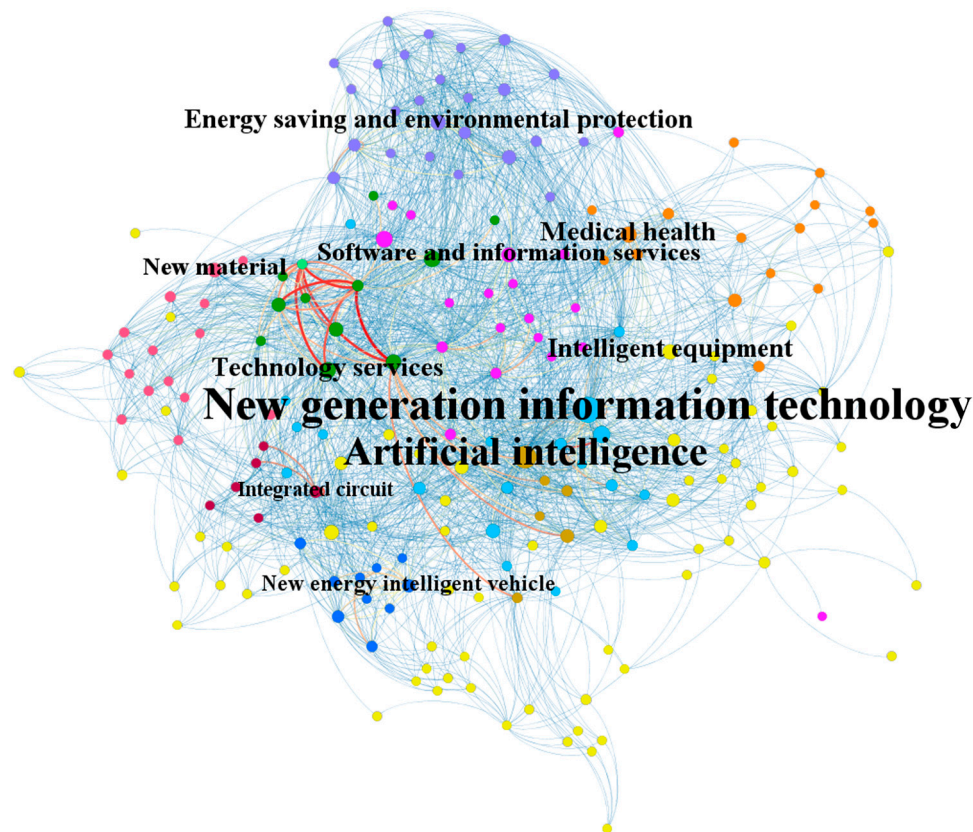 Energy saving and environmental protection
Medical health
Software and information services
New material
Intelligent equipment
Technology services
New generation information technology
Artificial intelligence
Integrated circuit
New energy intelligent vehicle